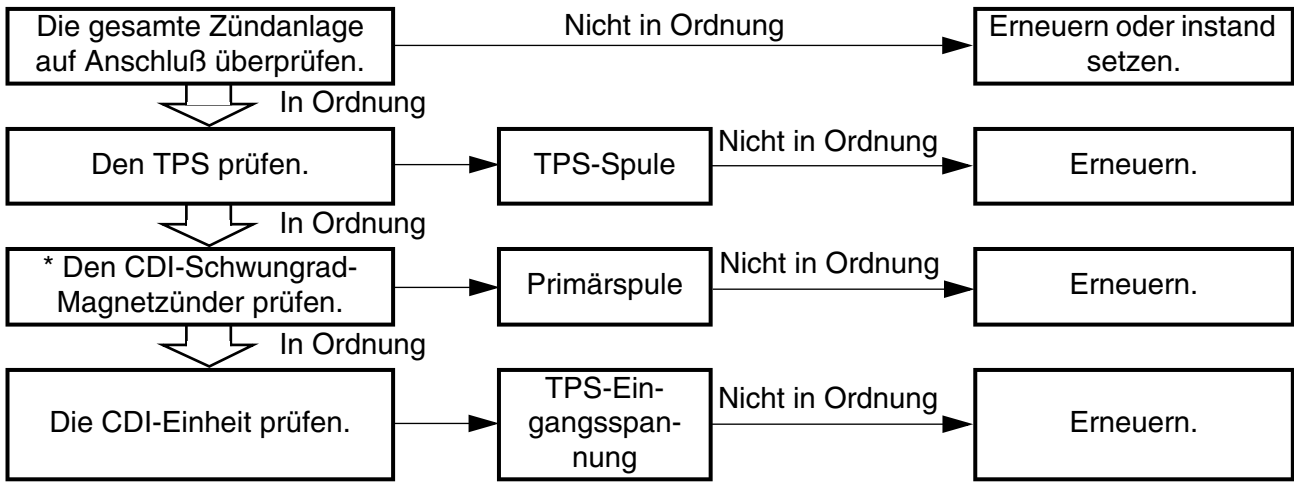 Die gesamte Zündanlage
auf Anschluß überprüfen.
Nicht in Ordnung
Erneuern oder instand
setzen.
In Ordnung
Den TPS prüfen.
TPS-Spule
Nicht in Ordnung
Erneuern.
In Ordnung
* Den CDI-Schwungrad-
Magnetzünder prüfen.
Primärspule
Nicht in Ordnung
Erneuern.
In Ordnung
Die CDI-Einheit prüfen.
TPS-Ein-
gangsspan-
nung
Nicht in Ordnung
Erneuern.